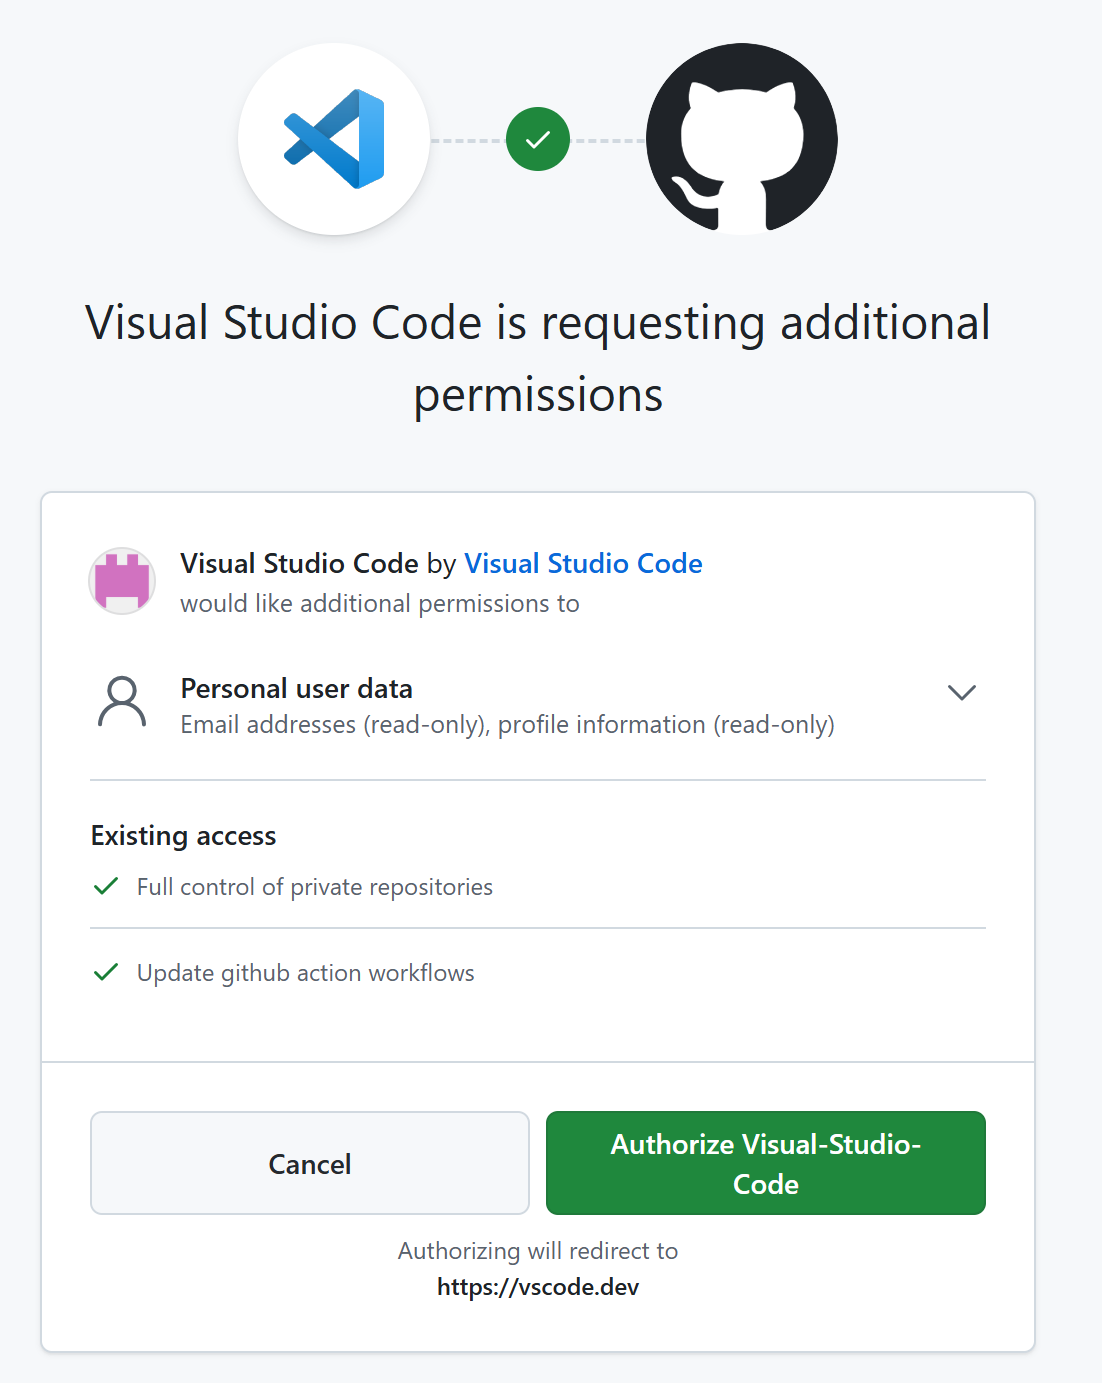 Visual Studio Code is requesting additional
permissions
Visual Studio Code by Visual Studio Code
would like additional permissions to
Personal user data
Email addresses (read-only), profile information (read-only)
Existing access
Full control of private repositories
Update github action workflows
Cancel
Authorize Visual-Studio-
Code
Authorizing will redirect to
https://vscode.dev